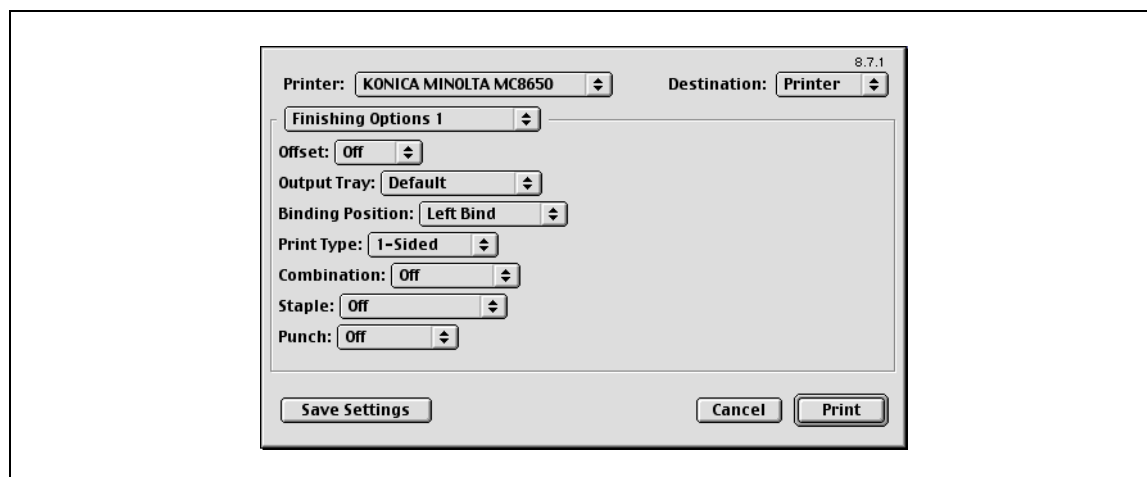 8.7.1
Printer: KONICA MINOLTA MC8650 Destination: Printer
Finishing Options 1
Offset: Off
Output Tray: Default
Binding Position: Left Bind
Print Type: 1-Sided
Combination: Off
Staple: Off
Punch: Off
Save Settings Cancel Print